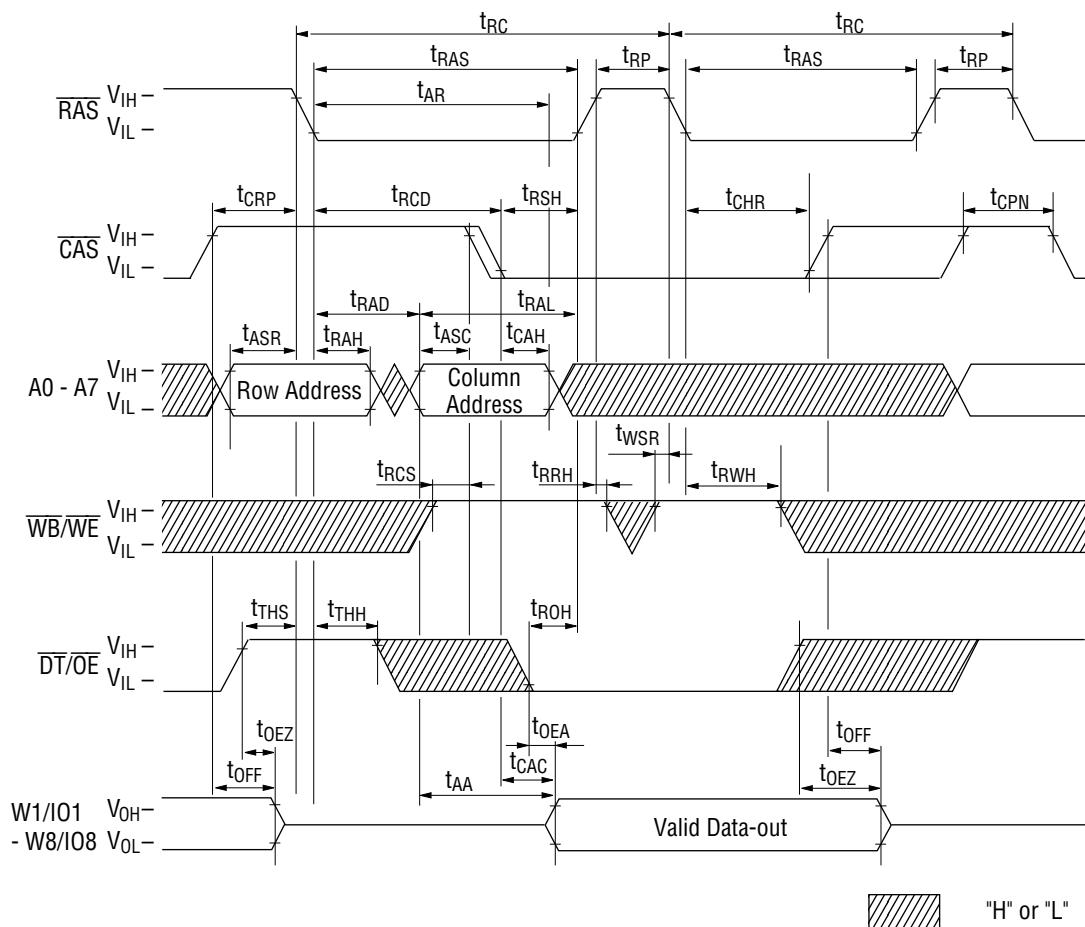 tRC tRC
tRAS tRP tRAS tRP
tAR
RAS VIH
VIL
tCRP tRCD tRSH tCHR tCPN
CAS VIH
VIL
tRAD tRAL
tASR tRAH tASC tCAH
A0 - A7 VIH
VIL
Row Address
Column
Address
tWSR
tRCS tRRH tRWH
WB/WE VIH
VIL
tTHS tTHH tROH
DT/OE VIH
VIL
tOEZ tOEA tOFF
tOFF tCAC tOEZ
tAA
W1/IO1 VOH
- W8/IO8 VOL
Valid Data-out
"H" or "L"